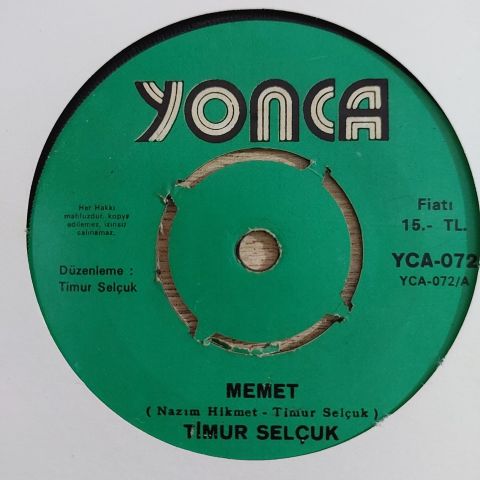 YONCA
Her Hakkı
mahfuzdur, kopya
edilemez, izinsiz
çalınamaz.
Fiatı
15.- TL.
YCA-072
YCA-072/A
Düzenleme :
Timur Selçuk
MEMET
( Nazım Hikmet - Timur Selçuk )
TİMUR SELÇUK